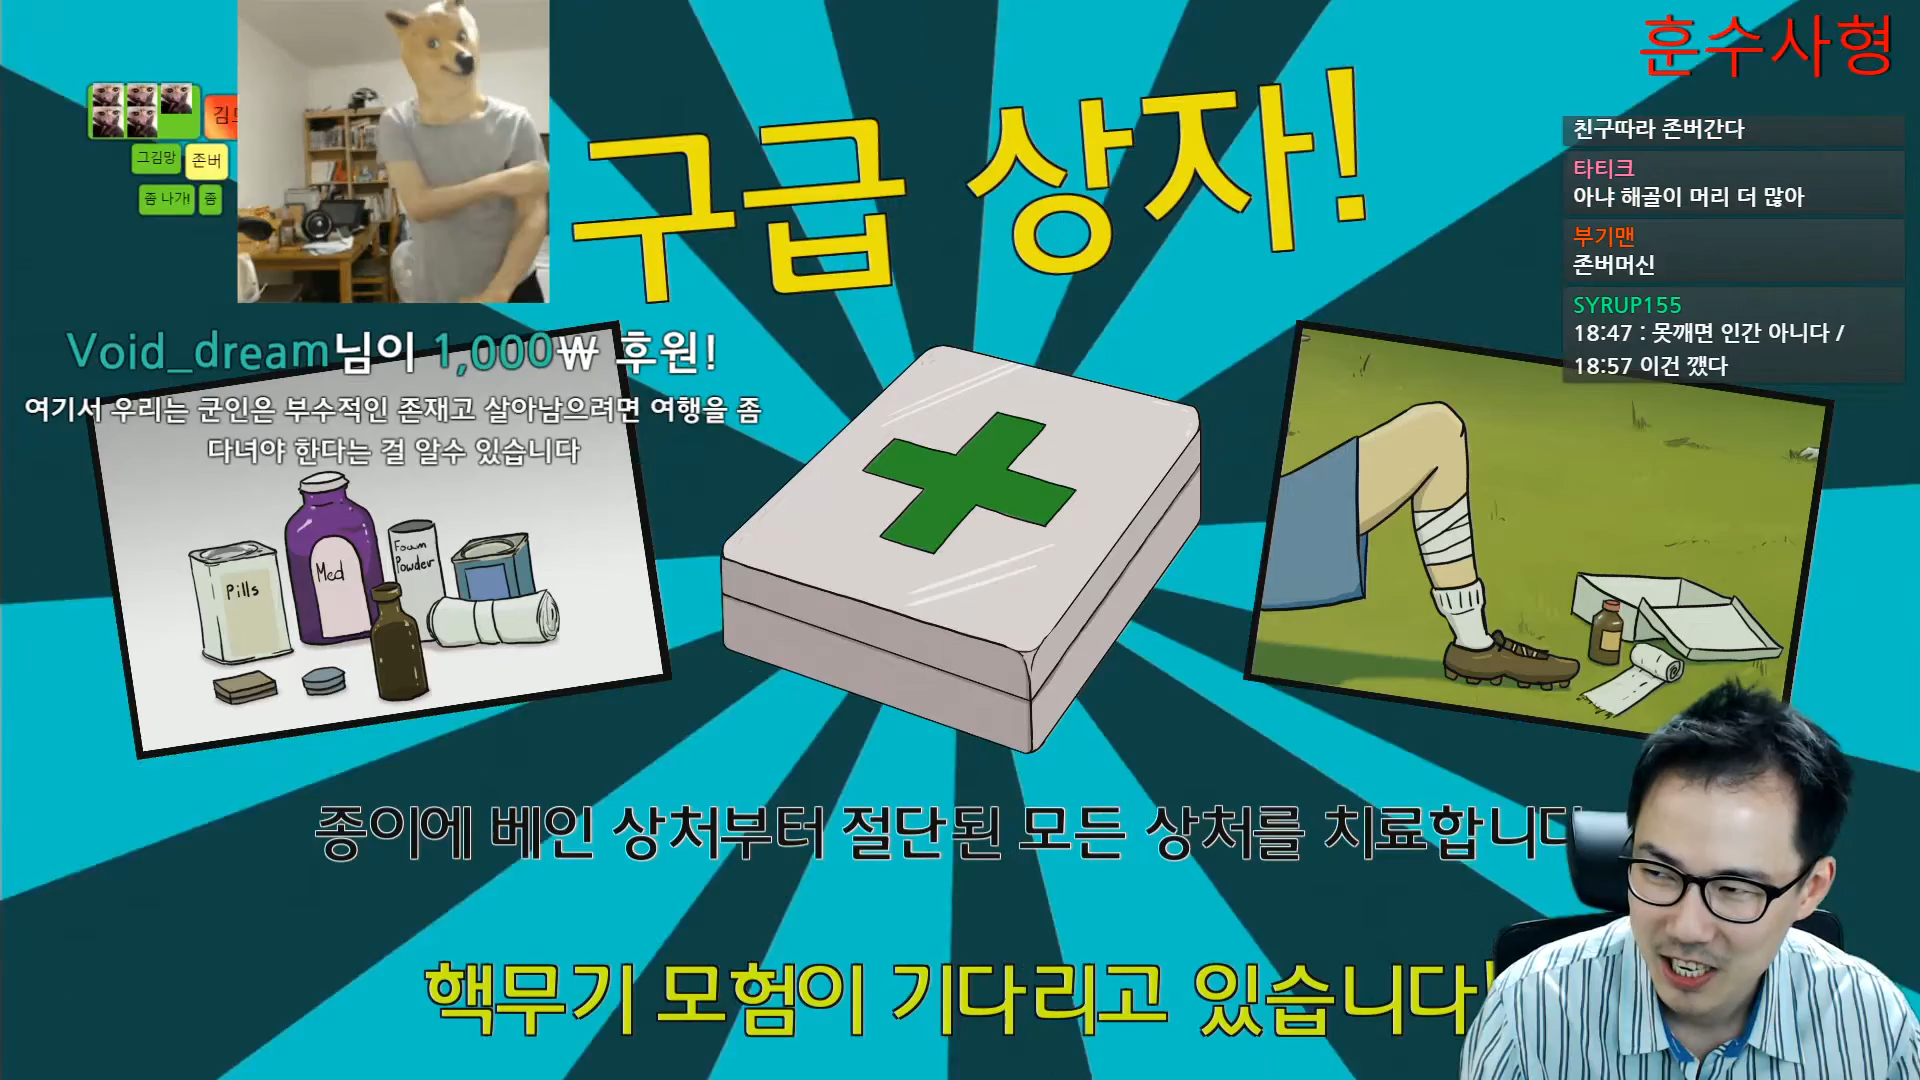 훈수사형
구급 상자!
그김망
존버
좀 나가!
좀
친구따라 존버간다
타티크
아냐 해골이 머리 더 많아
부기맨
존버머신
SYRUP155
18:47 : 못깨면 인간 아니다 /
18:57 이건 깼다
Void_dream님이 1,000₩ 후원!
여기서 우리는 군인은 부수적인 존재고 살아남으려면 여행을 좀
다녀야 한다는 걸 알수 있습니다
Pills
Med
Foam
Powder
종이에 베인 상처부터 절단된 모든 상처를 치료합니다
핵무기 모험이 기다리고 있습니다!